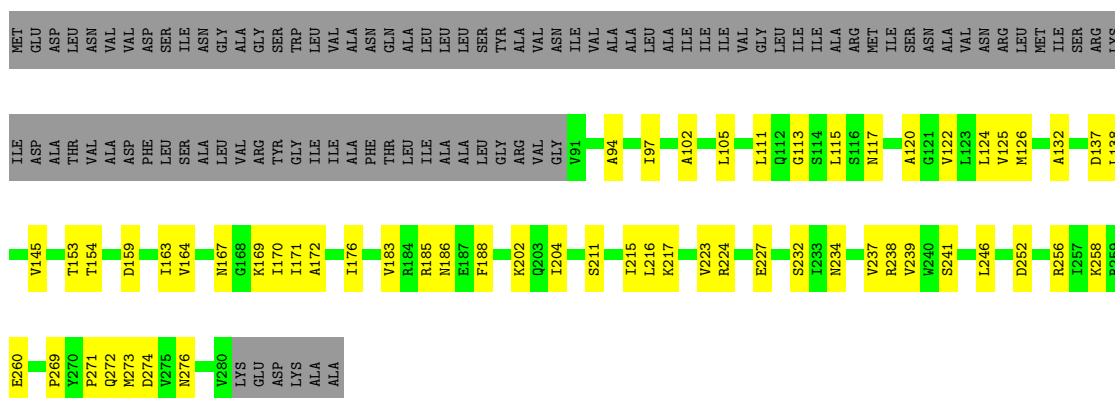 MET GLU ASP LEU ASN VAL VAL ASP SER ILE ASN GLY ALA GLY SER TRP LEU VAL ALA ASN GLN ALA LEU LEU LEU SER TYR ALA VAL ASN ILE VAL ALA ALA LEU ALA ILE ILE ILE VAL GLY LEU ILE ILE ALA ARG MET ILE SER ASN ALA VAL ASN ARG LEU MET ILE SER ARG LYS
ILE ASP ALA THR VAL ALA ASP PHE LEU SER ALA LEU VAL ARG TYR GLY ILE ILE ALA PHE THR LEU ILE ALA ALA LEU GLY ARG VAL GLY V91 A94 I97 A102 L105 L111 Q112 G113 S114 L115 S116 N117 A120 G121 V122 L123 L124 V125 M126 A132 D137 L138
V145 T153 T154 D159 I163 V164 N167 G168 K169 I170 I171 A172 I176 V183 R184 R185 N186 E187 F188 K202 Q203 I204 S211 I215 L216 K217 V223 R224 E227 S232 I233 N234 V237 R238 V239 W240 S241 L246 D252 R256 I257 K258 R259
E260 P269 Y270 P271 Q272 M273 D274 V275 N276 V280 LYS GLU ASP LYS ALA ALA